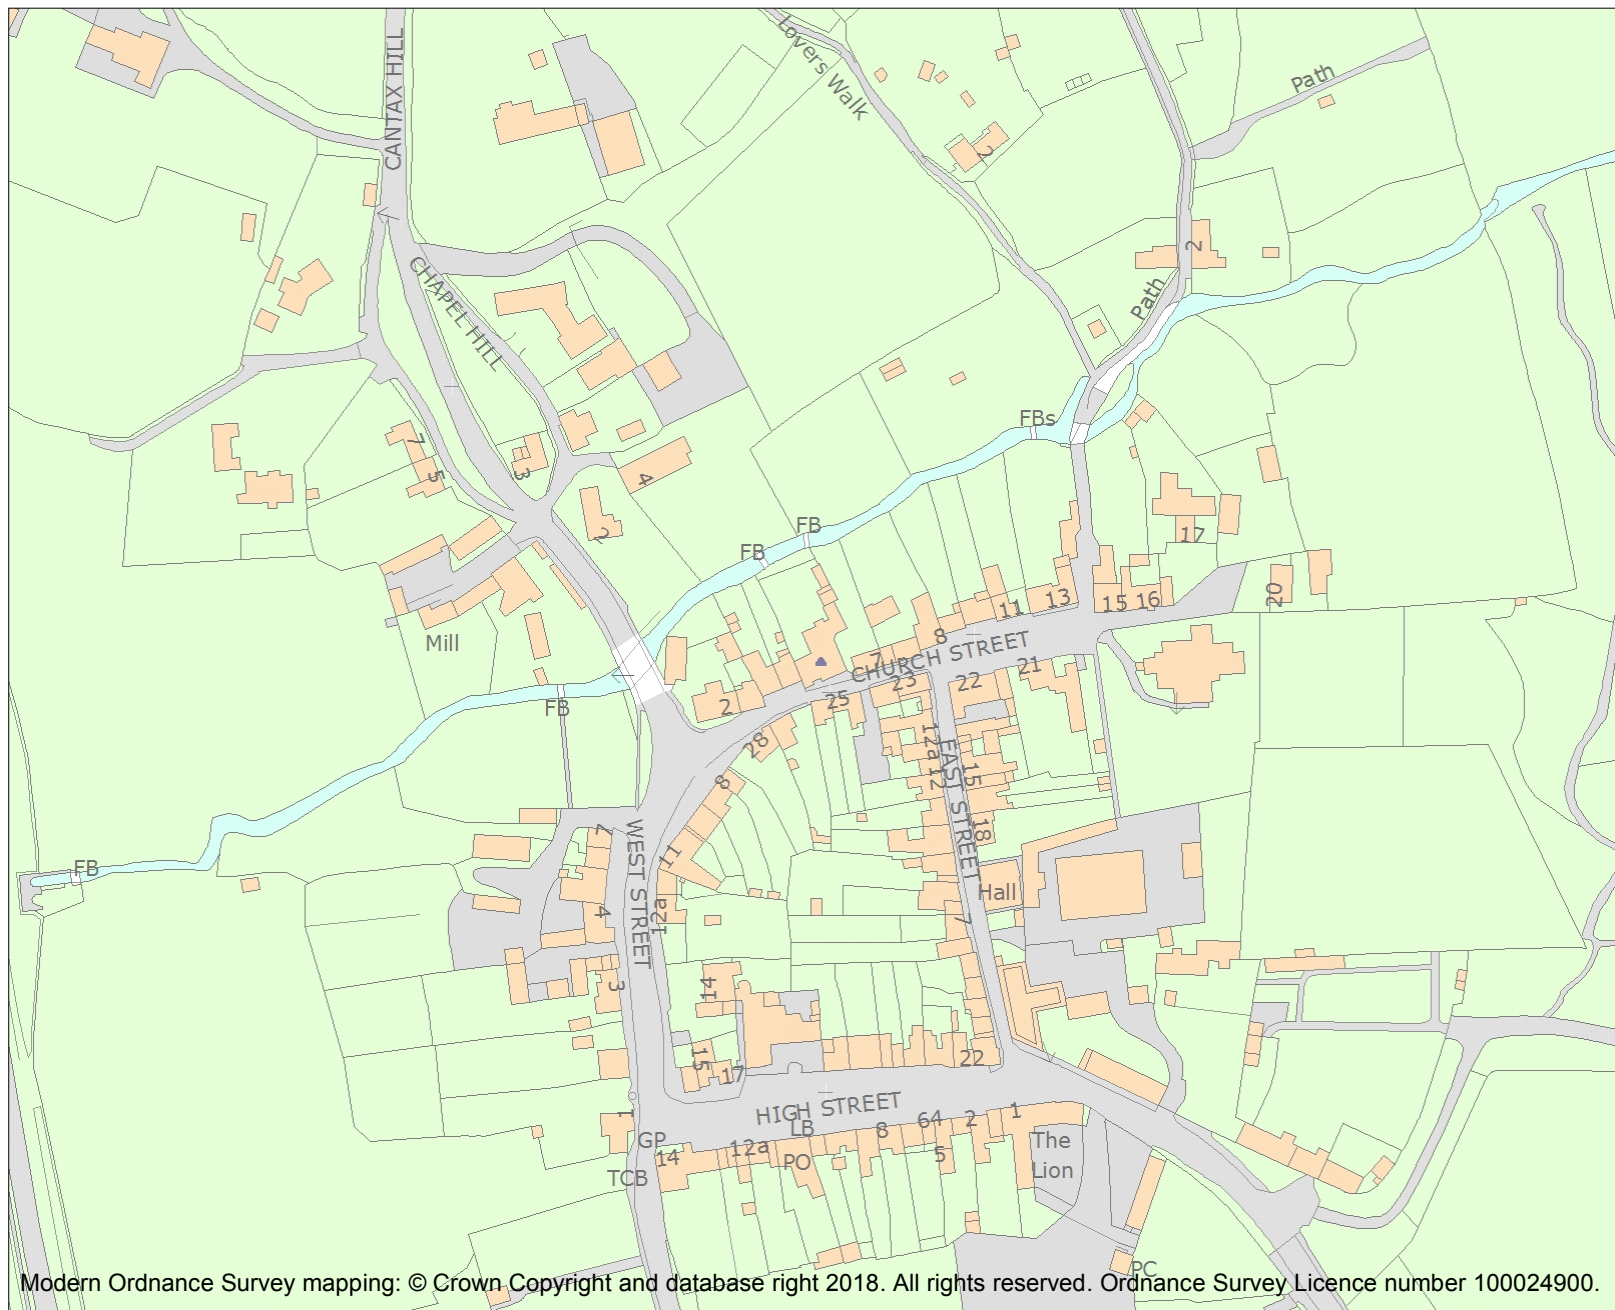 CANTAX HILL
Lovers Walk
Path
2
2
CHAPEL HILL
Path
FBs
7
5
3
4
2
17
FB
FB
20
Mill
13
11
15
16
8
7
CHURCH STREET
21
22
23
25
FB
2
28
12a
12
EAST STREET
15
8
18
7
WEST STREET
11
FB
Hall
4
12a
7
3
14
15
17
22
HIGH STREET
LB
1
GP
14
12a
8
64
2
1
The
Lion
PO
5
TCB
PC
Modern Ordnance Survey mapping: © Crown Copyright and database right 2018. All rights reserved. Ordnance Survey Licence number 100024900.